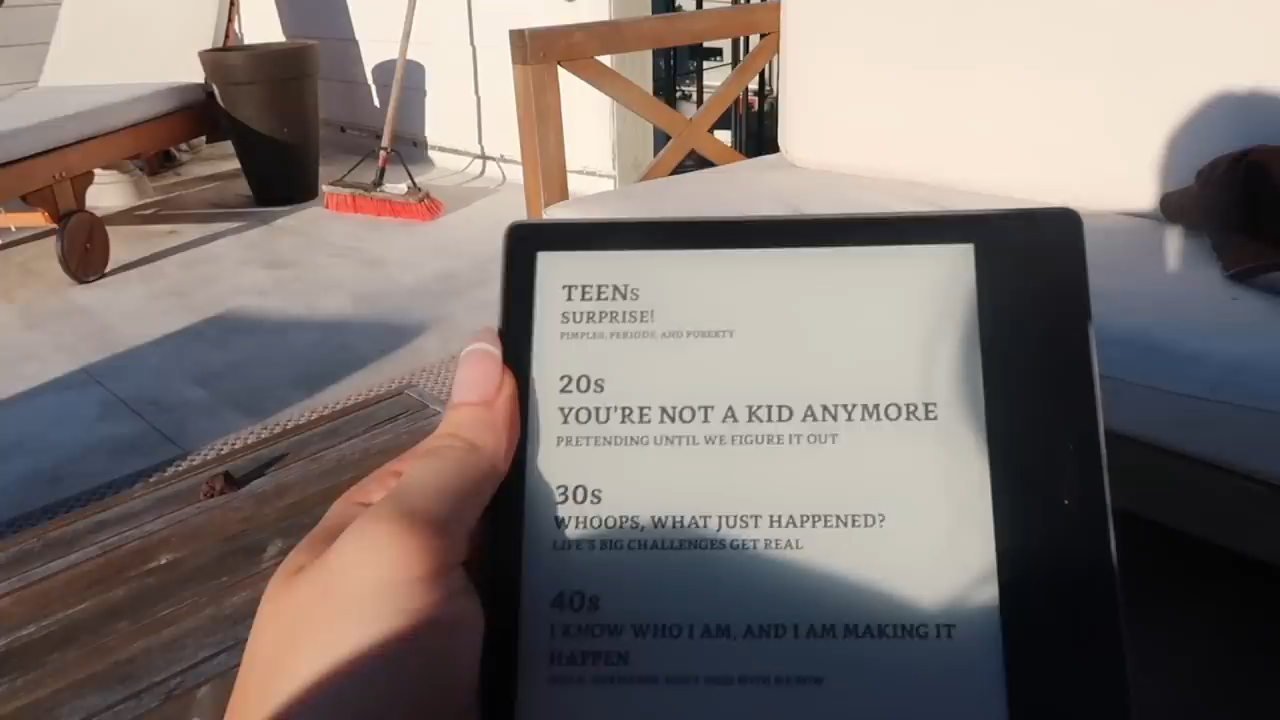 TEENs
SURPRISE!
PIMPLES, PERIODS, AND PUBERTY
20s
YOU'RE NOT A KID ANYMORE
PRETENDING UNTIL WE FIGURE IT OUT
30s
WHOOPS, WHAT JUST HAPPENED?
LIFE'S BIG CHALLENGES GET REAL
40s
I KNOW WHO I AM, AND I AM MAKING IT
HAPPEN